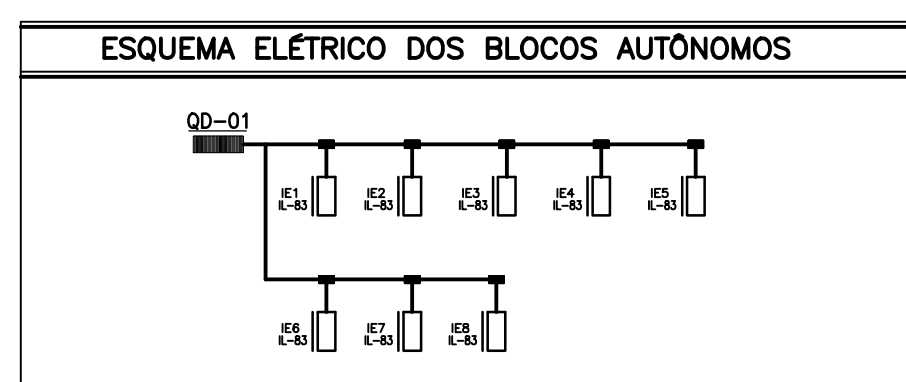 ESQUEMA ELÉTRICO DOS BLOCOS AUTÔNOMOS
QD-01
IE1
IL-83
IE2
IL-83
IE3
IL-83
IE4
IL-83
IE5
IL-83
IE6
IL-83
IE7
IL-83
IE8
IL-83